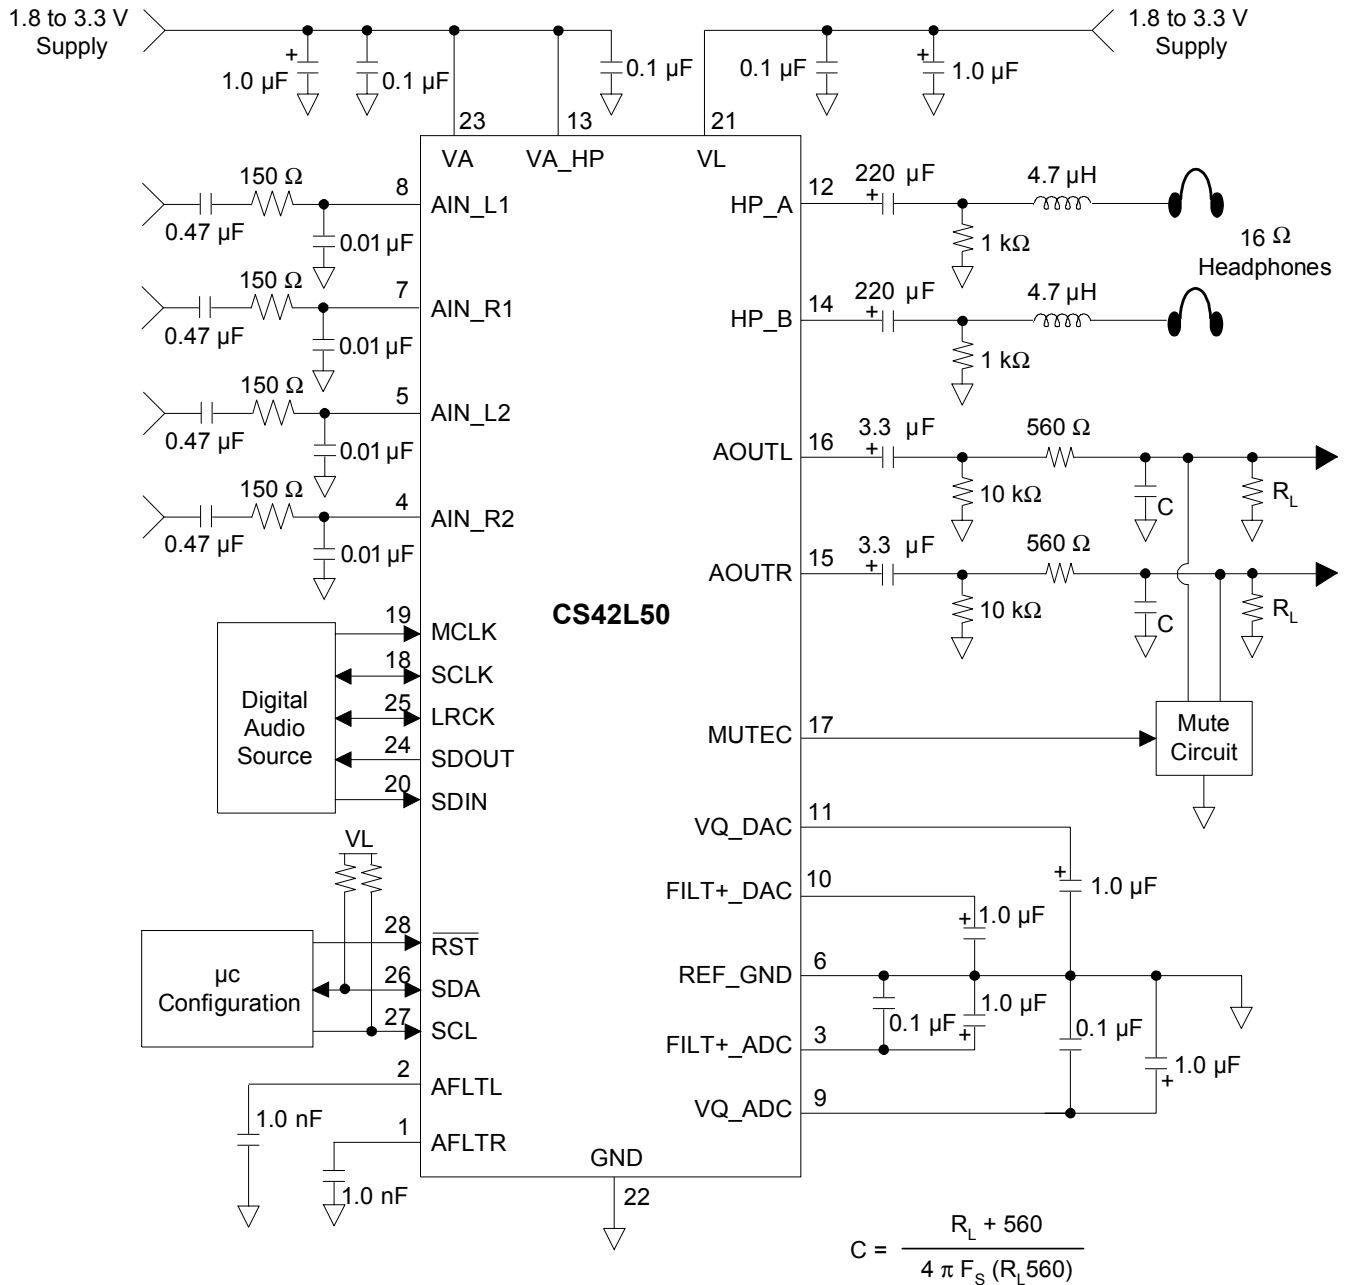 1.8 to 3.3 V
Supply
1.8 to 3.3 V
Supply
+
1.0 µF
0.1 µF
0.1 µF
0.1 µF
+
1.0 µF
23
13
21
VA
VA_HP
VL
150 Ω
8
AIN_L1
0.47 µF
0.01 µF
150 Ω
7
AIN_R1
0.47 µF
0.01 µF
150 Ω
5
AIN_L2
0.47 µF
0.01 µF
150 Ω
4
AIN_R2
0.47 µF
0.01 µF
HP_A
12
220 µF
+
4.7 µH
1 kΩ
16 Ω
Headphones
HP_B
14
220 µF
+
4.7 µH
1 kΩ
AOUTL
16
3.3 µF
+
560 Ω
10 kΩ
C
R_L
AOUTR
15
3.3 µF
+
560 Ω
10 kΩ
C
R_L
CS42L50
Digital
Audio
Source
19
MCLK
18
SCLK
25
LRCK
24
SDOUT
20
SDIN
MUTEC
17
Mute
Circuit
VL
µc
Configuration
28
RST
26
SDA
27
SCL
VQ_DAC
11
+
1.0 µF
FILT+_DAC
10
+
1.0 µF
REF_GND
6
0.1 µF
1.0 µF
+
FILT+_ADC
3
0.1 µF
1.0 µF
+
VQ_ADC
9
2
AFLTL
1.0 nF
1
AFLTR
1.0 nF
GND
22
C = R_L + 560
4 π F_S (R_L560)